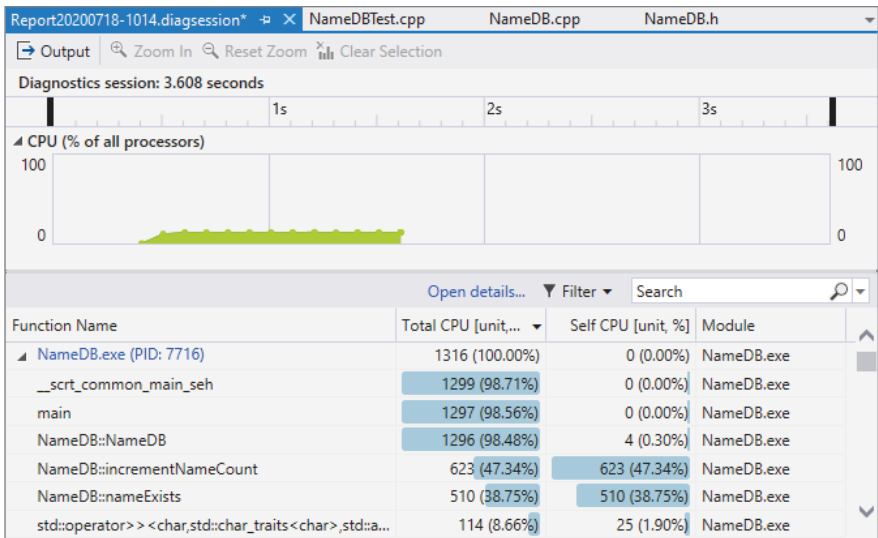 Report20200718-1014.diagsession* NameDBTest.cpp NameDB.cpp NameDB.h
Output Zoom In Reset Zoom Clear Selection
Diagnostics session: 3.608 seconds
1s 2s 3s
CPU (% of all processors)
100 100
0 0
Open details... Filter Search
Function Name Total CPU [unit,... Self CPU [unit, %] Module
NameDB.exe (PID: 7716) 1316 (100.00%) 0 (0.00%) NameDB.exe
__scrt_common_main_seh 1299 (98.71%) 0 (0.00%) NameDB.exe
main 1297 (98.56%) 0 (0.00%) NameDB.exe
NameDB::NameDB 1296 (98.48%) 4 (0.30%) NameDB.exe
NameDB::incrementNameCount 623 (47.34%) 623 (47.34%) NameDB.exe
NameDB::nameExists 510 (38.75%) 510 (38.75%) NameDB.exe
std::operator>><char,std::char_traits<char>,std::a... 114 (8.66%) 25 (1.90%) NameDB.exe